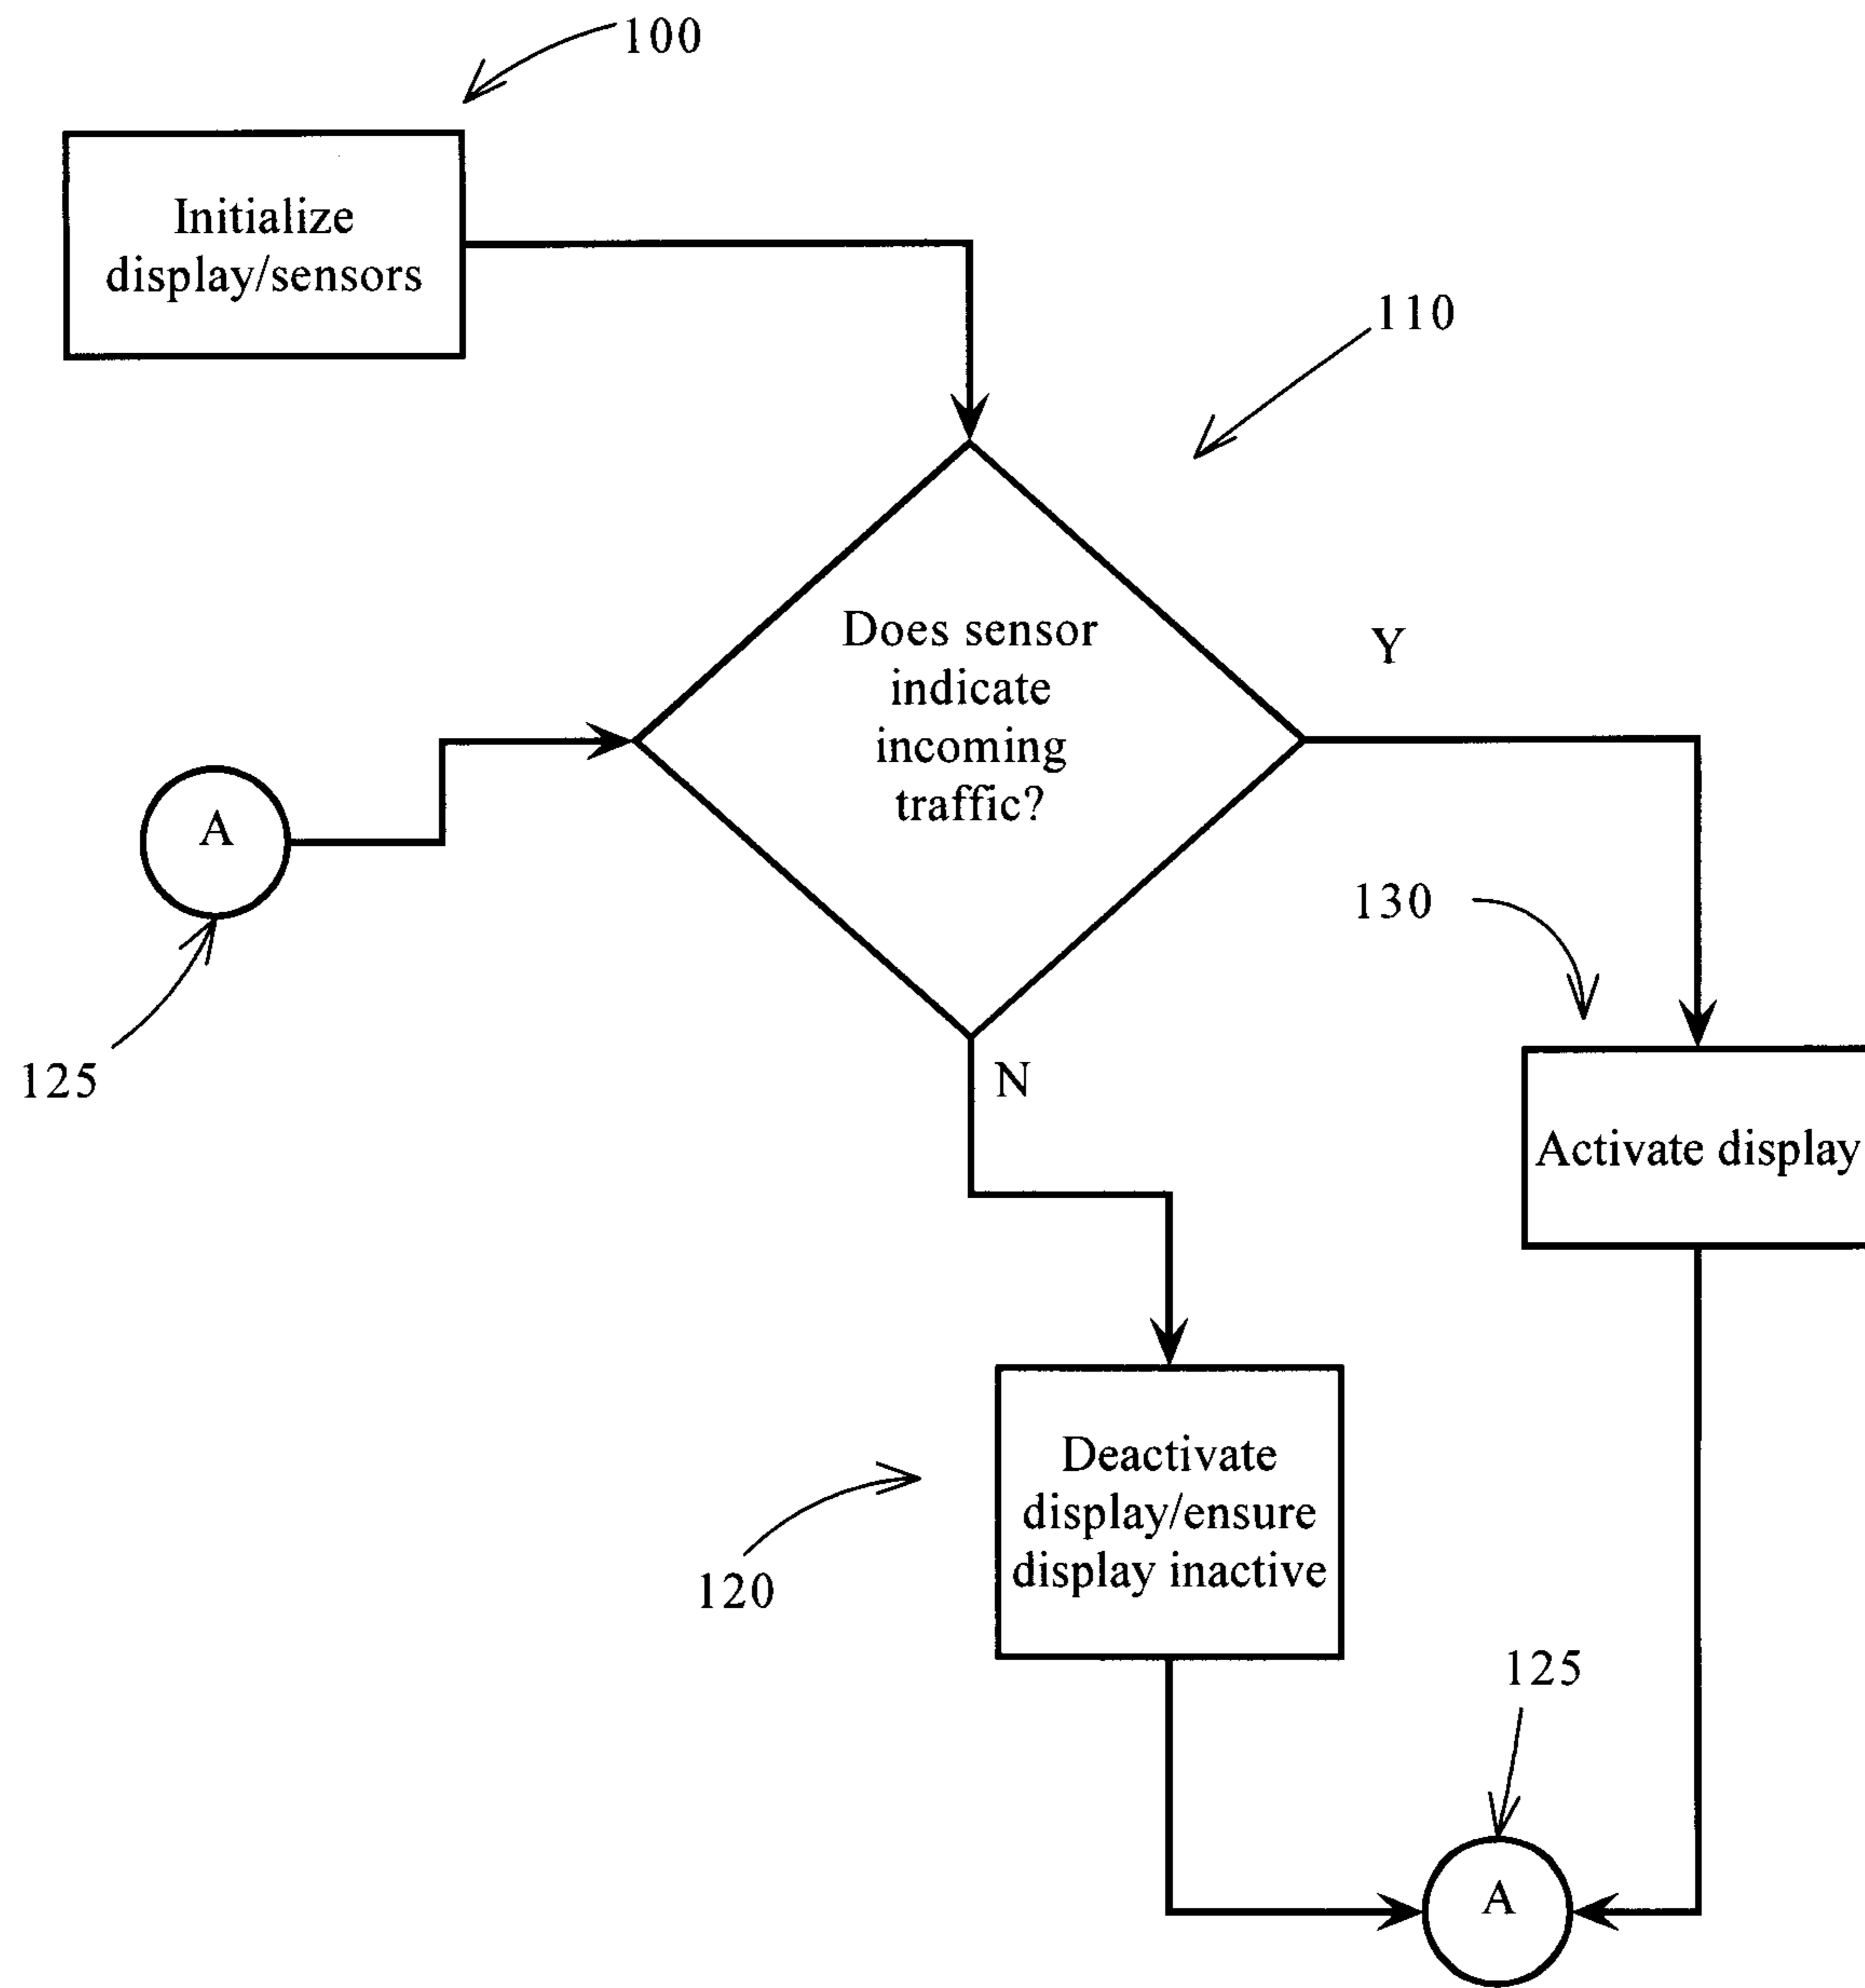 100
Initialize
display/sensors
110
Does sensor
indicate
incoming
traffic?
Y
A
130
125
N
Activate display
Deactivate
display/ensure
display inactive
120
125
A